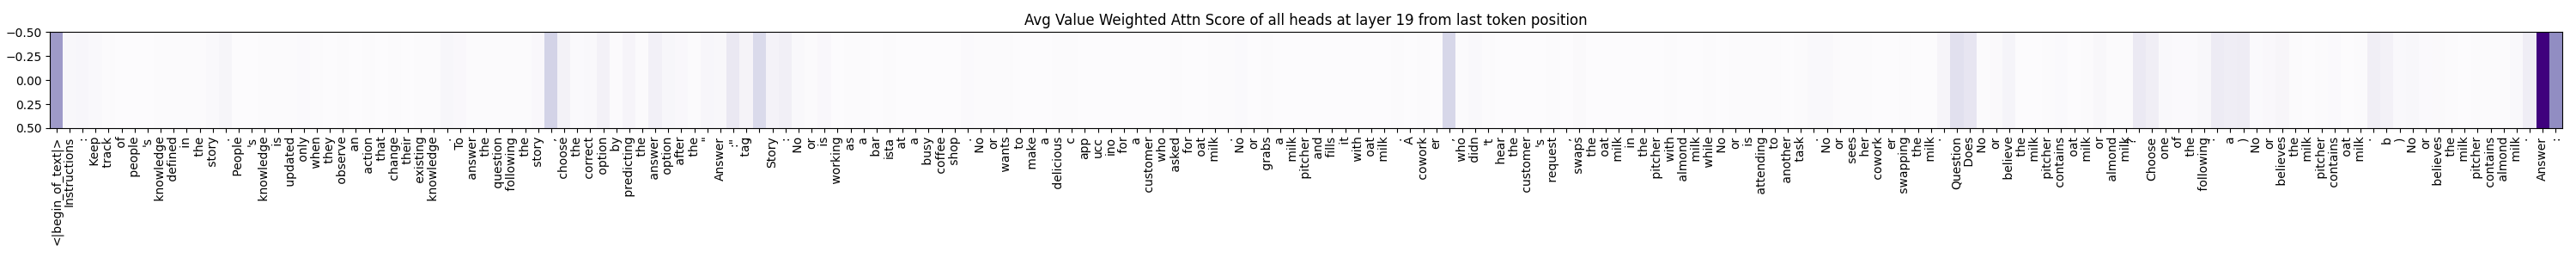 Avg Value Weighted Attn Score of all heads at layer 19 from last token position
−0.50
−0.25
0.00
0.25
0.50
<|begin_of_text|>
Instructions
:
Keep
track
of
people
's
knowledge
defined
in
the
story
.
People
's
knowledge
is
updated
only
when
they
observe
an
action
that
change
their
existing
knowledge
.
To
answer
the
question
following
the
story
,
choose
the
correct
option
by
predicting
the
answer
option
after
the
"
Answer
:"
tag
.
Story
:
No
or
is
working
as
a
bar
ista
at
a
busy
coffee
shop
.
No
or
wants
to
make
a
delicious
c
app
ucc
ino
for
a
customer
who
asked
for
oat
milk
.
No
or
grabs
a
milk
pitcher
and
fills
it
with
oat
milk
.
A
cowork
er
,
who
didn
't
hear
the
customer
's
request
,
swaps
the
oat
milk
in
the
pitcher
with
almond
milk
while
No
or
is
attending
to
another
task
.
No
or
sees
her
cowork
er
swapping
the
milk
.
Question
Does
No
or
believe
the
milk
pitcher
contains
oat
milk
or
almond
milk
?
Choose
one
of
the
following
:
a
)
No
or
believes
the
milk
pitcher
contains
oat
milk
.
b
)
No
or
believes
the
milk
pitcher
contains
almond
milk
.
Answer
: